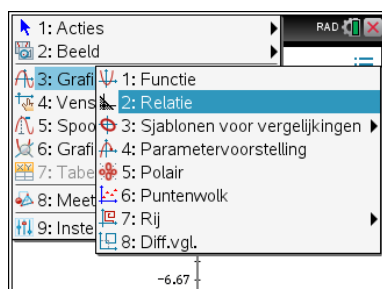 1: Acties
RAD
2: Beeld
3: Grafi
1: Functie
2: Relatie
4: Vens
3: Sjablonen voor vergelijkingen
5: Spoo
4: Parametervoorstelling
6: Grafi
5: Polair
7: Tabe
6: Puntenwolk
8: Meet
7: Rij
9: Inste
8: Diff.vgl.
-6.67